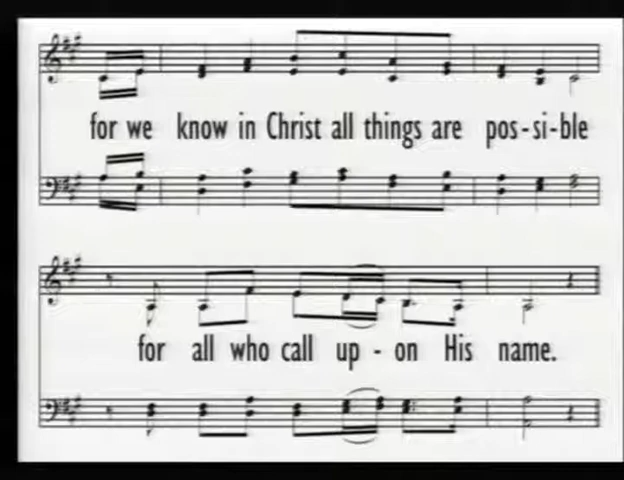 for we know in Christ all things are pos-si-ble
for all who call up - on His name.